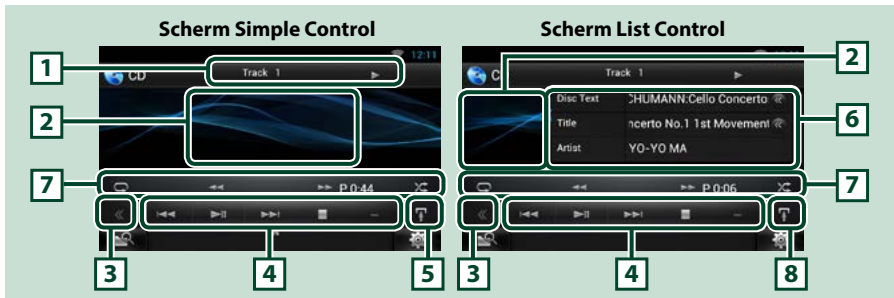 Scherm Simple Control
Scherm List Control
12:11
1
CD
Track 1
2
7
P 0:44
3
4
5
2
C
Track 1
Disc Text
CHUMANN:Cello Concerto
Title
ncerto No.1 1st Movement
Artist
YO-YO MA
6
7
P 0:06
3
4
8